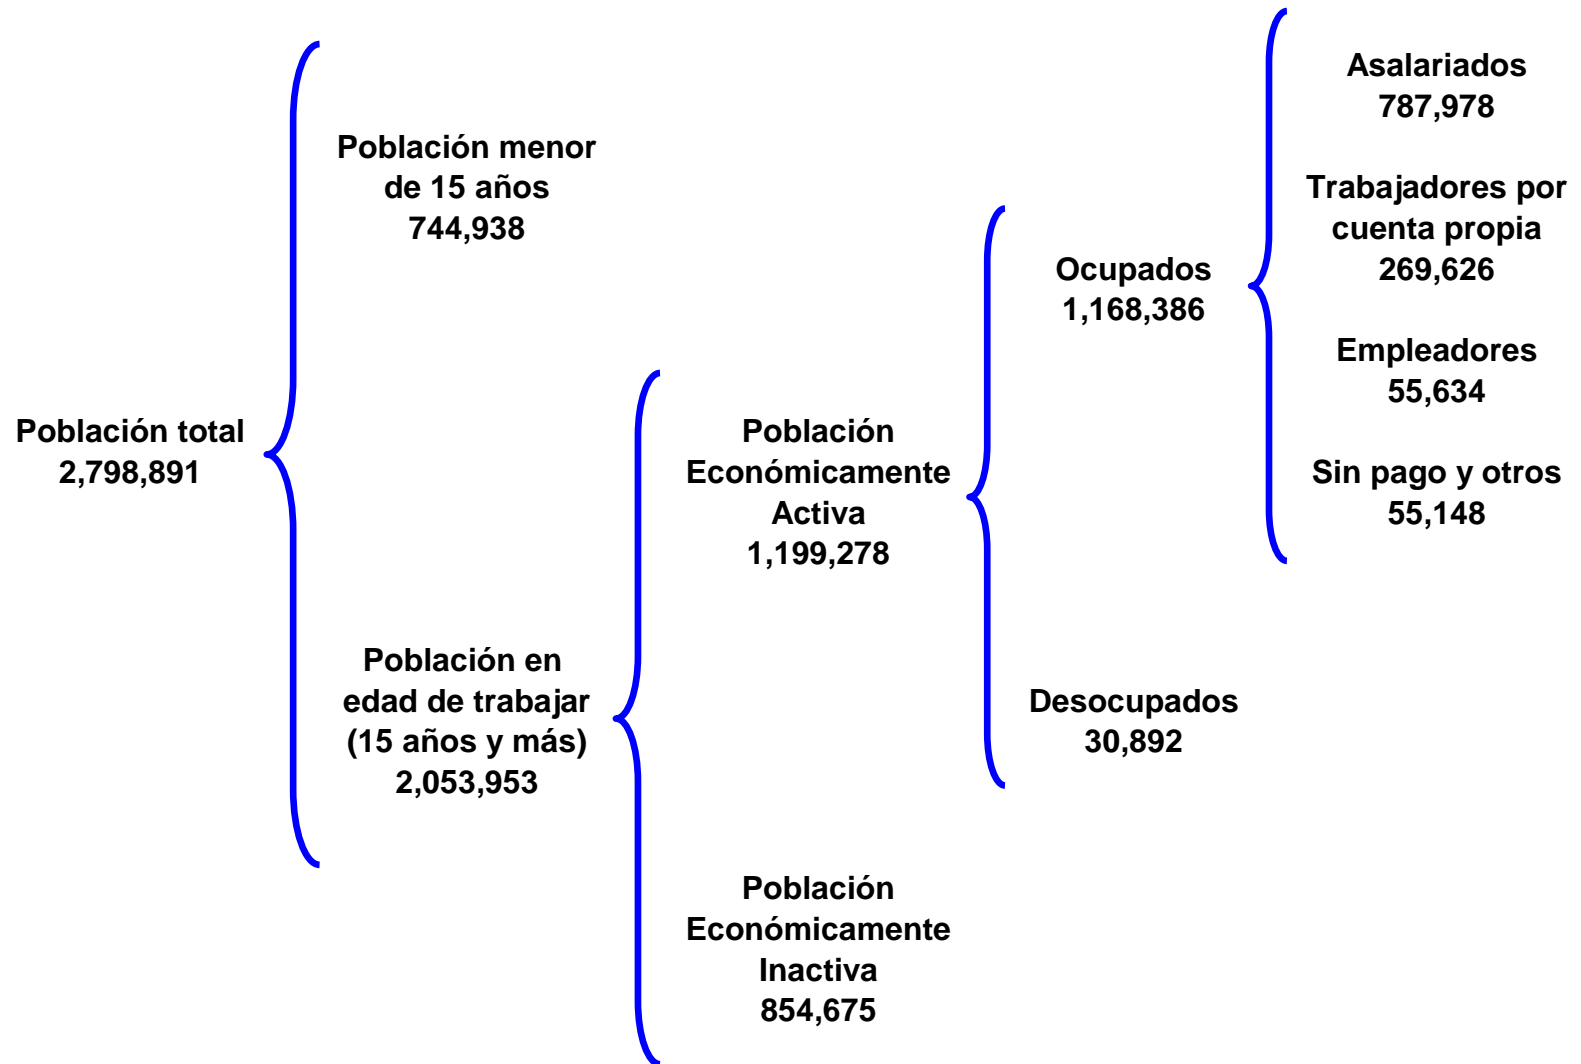 Población total
2,798,891
Población menor
de 15 años
744,938
Población en
edad de trabajar
(15 años y más)
2,053,953
Población
Económicamente
Activa
1,199,278
Población
Económicamente
Inactiva
854,675
Ocupados
1,168,386
Desocupados
30,892
Asalariados
787,978
Trabajadores por
cuenta propia
269,626
Empleadores
55,634
Sin pago y otros
55,148